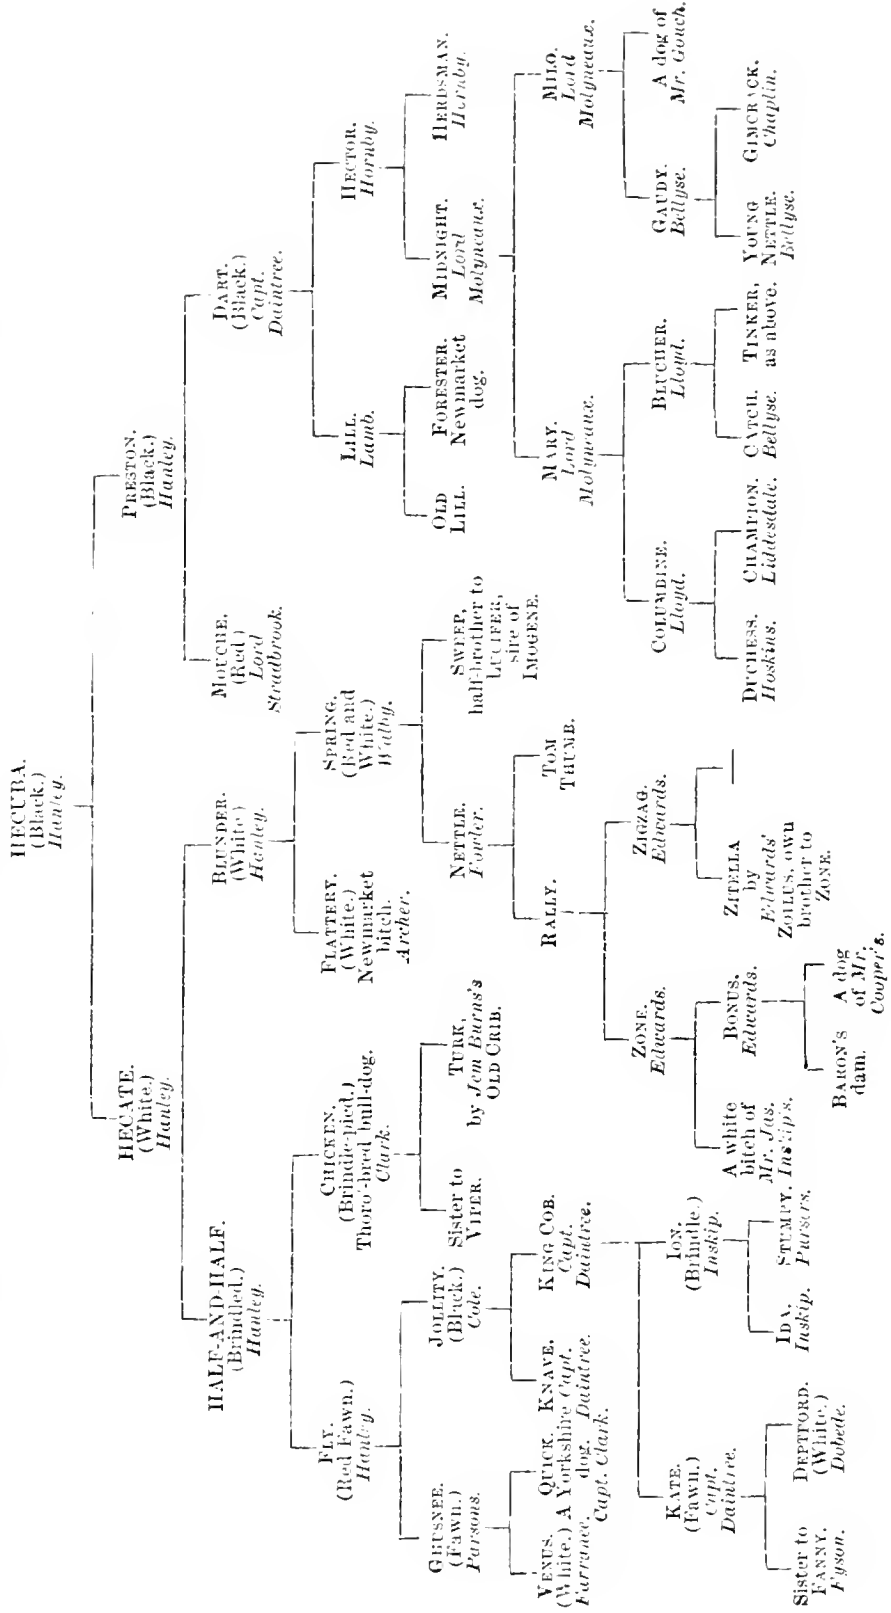 HECUBA.
(Black.)
Hanley.
HECATE.
(White.)
Hanley.
PRESTON.
(Black.)
Hanley.
HALF-AND-HALF.
(Brindled.)
Hanley.
BLUNDER.
(White)
Hanley.
MOUCHE.
(Red)
Lord
Stradbrook.
DART.
(Black.)
Capt.
Daintree.
FLY.
(Red Fawn.)
Hanley.
CHICKEN.
(Brindle-pied.)
Thoro'-bred bull-dog.
Clark.
FLATTERY.
(White.)
Newmarket
bitch.
Archer.
SPRING.
(Red and
White.)
Walby.
LILL.
Lamb.
HECTOR.
Hornby.
GEUSNEE.
(Fawn.)
Parsons.
JOLLITY.
(Black.)
Cole.
Sister to
VIPER.
TURK,
by Jem Burns's
OLD CRIB.
NETTLE.
Fowler.
SWEEP,
half-brother to
LUCIFER,
sire of
IMOGENE.
OLD
LILL.
FORESTER.
Newmarket
dog.
MIDNIGHT.
Lord
Molyneaux.
HERDSMAN.
Hornby.
VENUS.
(White.)
Farrance.
QUICK.
A Yorkshire
dog.
Capt. Clark.
KNAVE.
Capt.
Daintree.
KING COB.
Capt.
Daintree.
RALLY.
TOM
THUMB.
MARY.
Lord
Molyneaux.
MILO.
Lord
Molyneaux.
KATE.
(Fawn.)
Capt.
Daintree.
ION.
(Brindle.)
Inskip.
ZONE.
Edwards.
ZIGZAG.
Edwards.
COLUMBINE.
Lloyd.
BLUCHER.
Lloyd.
GAUDY.
Bellyse.
A dog of
Mr. Gouch.
Sister to
FANNY.
Fyson.
DEPTFORD.
(White.)
Dobede.
IDA.
Inskip.
STUMPY.
Pursers.
A white
bitch of
Mr. Jas.
Inskip's.
BONUS.
Edwards.
ZITELLA
by
Edwards'
ZOILUS, own
brother to
ZONE.
DUCHESS.
Hoskins.
CHAMPION.
Liddesdale.
CATCH.
Bellyse.
TINKER,
as above.
YOUNG
NETTLE.
Bellyse.
GIMCRACK.
Chaplin.
BARON'S
dam.
A dog
of Mr.
Cooper's.